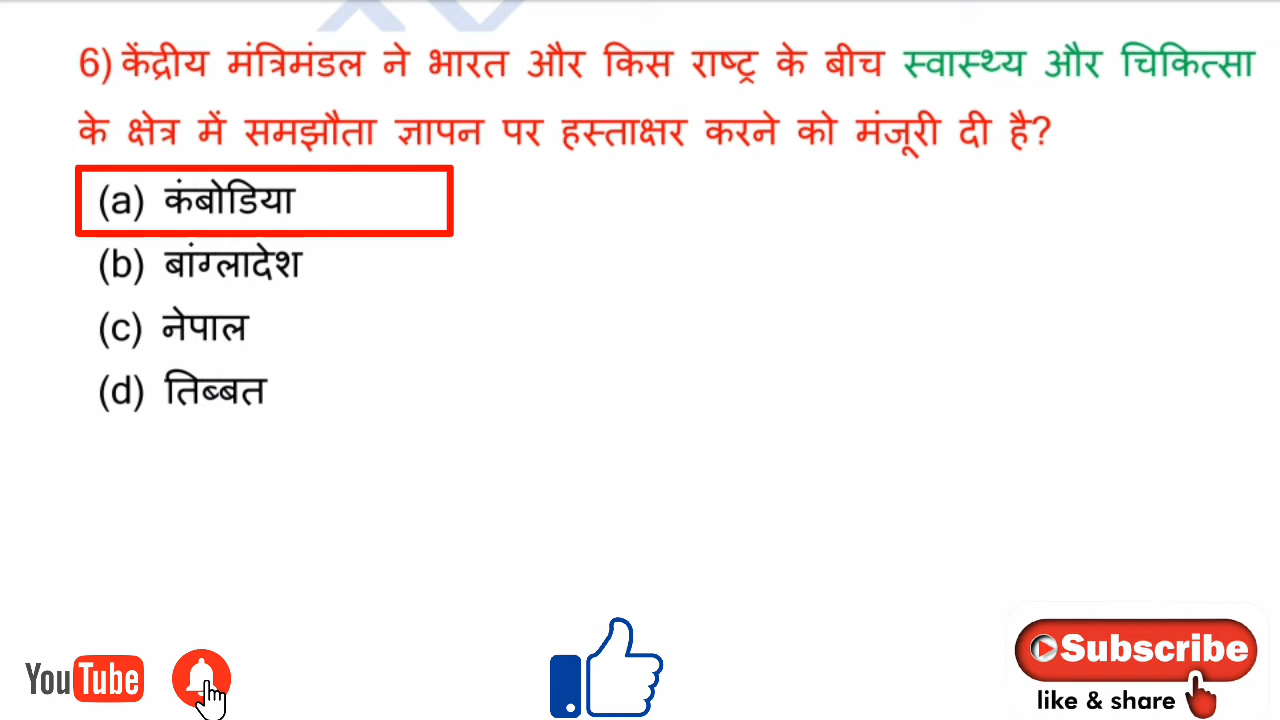 6) केंद्रीय मंत्रिमंडल ने भारत और किस राष्ट्र के बीच स्वास्थ्य और चिकित्सा
के क्षेत्र में समझौता ज्ञापन पर हस्ताक्षर करने को मंजूरी दी है?
(a) कंबोडिया
(b) बांग्लादेश
(c) नेपाल
(d) तिब्बत
YouTube
Subscribe
like & share